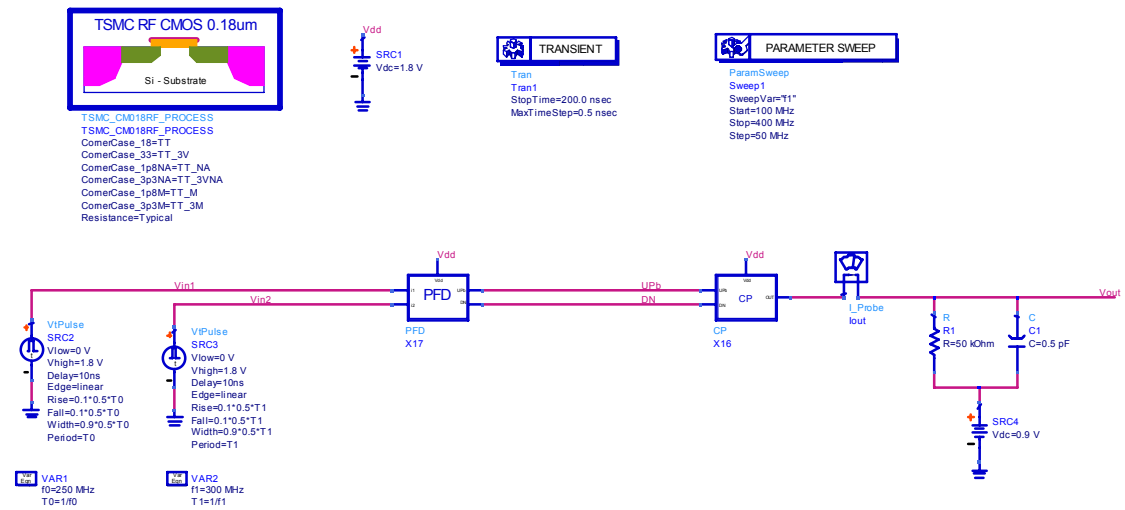 TSMC RF CMOS 0.18um
Si - Substrate
TSMC_CM018RF_PROCESS
TSMC_CM018RF_PROCESS
CornerCase_18=TT
CornerCase_33=TT_3V
CornerCase_1p8NA=TT_NA
CornerCase_3p3NA=TT_3VNA
CornerCase_1p8M=TT_M
CornerCase_3p3M=TT_3M
Resistance=Typical
Vdd
SRC1
Vdc=1.8 V
TRANSIENT
Tran
Tran1
StopTime=200.0 nsec
MaxTimeStep=0.5 nsec
PARAMETER SWEEP
ParamSweep
Sweep1
SweepVar="f1"
Start=100 MHz
Stop=400 MHz
Step=50 MHz
Vin1
Vin2
VtPulse
SRC2
Vlow=0 V
Vhigh=1.8 V
Delay=10ns
Edge=linear
Rise=0.1*0.5*T0
Fall=0.1*0.5*T0
Width=0.9*0.5*T0
Period=T0
VtPulse
SRC3
Vlow=0 V
Vhigh=1.8 V
Delay=10ns
Edge=linear
Rise=0.1*0.5*T1
Fall=0.1*0.5*T1
Width=0.9*0.5*T1
Period=T1
Var
Eqn
VAR1
f0=250 MHz
T0=1/f0
Var
Eqn
VAR2
f1=300 MHz
T1=1/f1
Vdd
PFD
PFD
X17
UPb
DN
Vdd
CP
OUT
CP
X16
I_Probe
Iout
Vout
R
R1
R=50 kOhm
C
C1
C=0.5 pF
SRC4
Vdc=0.9 V